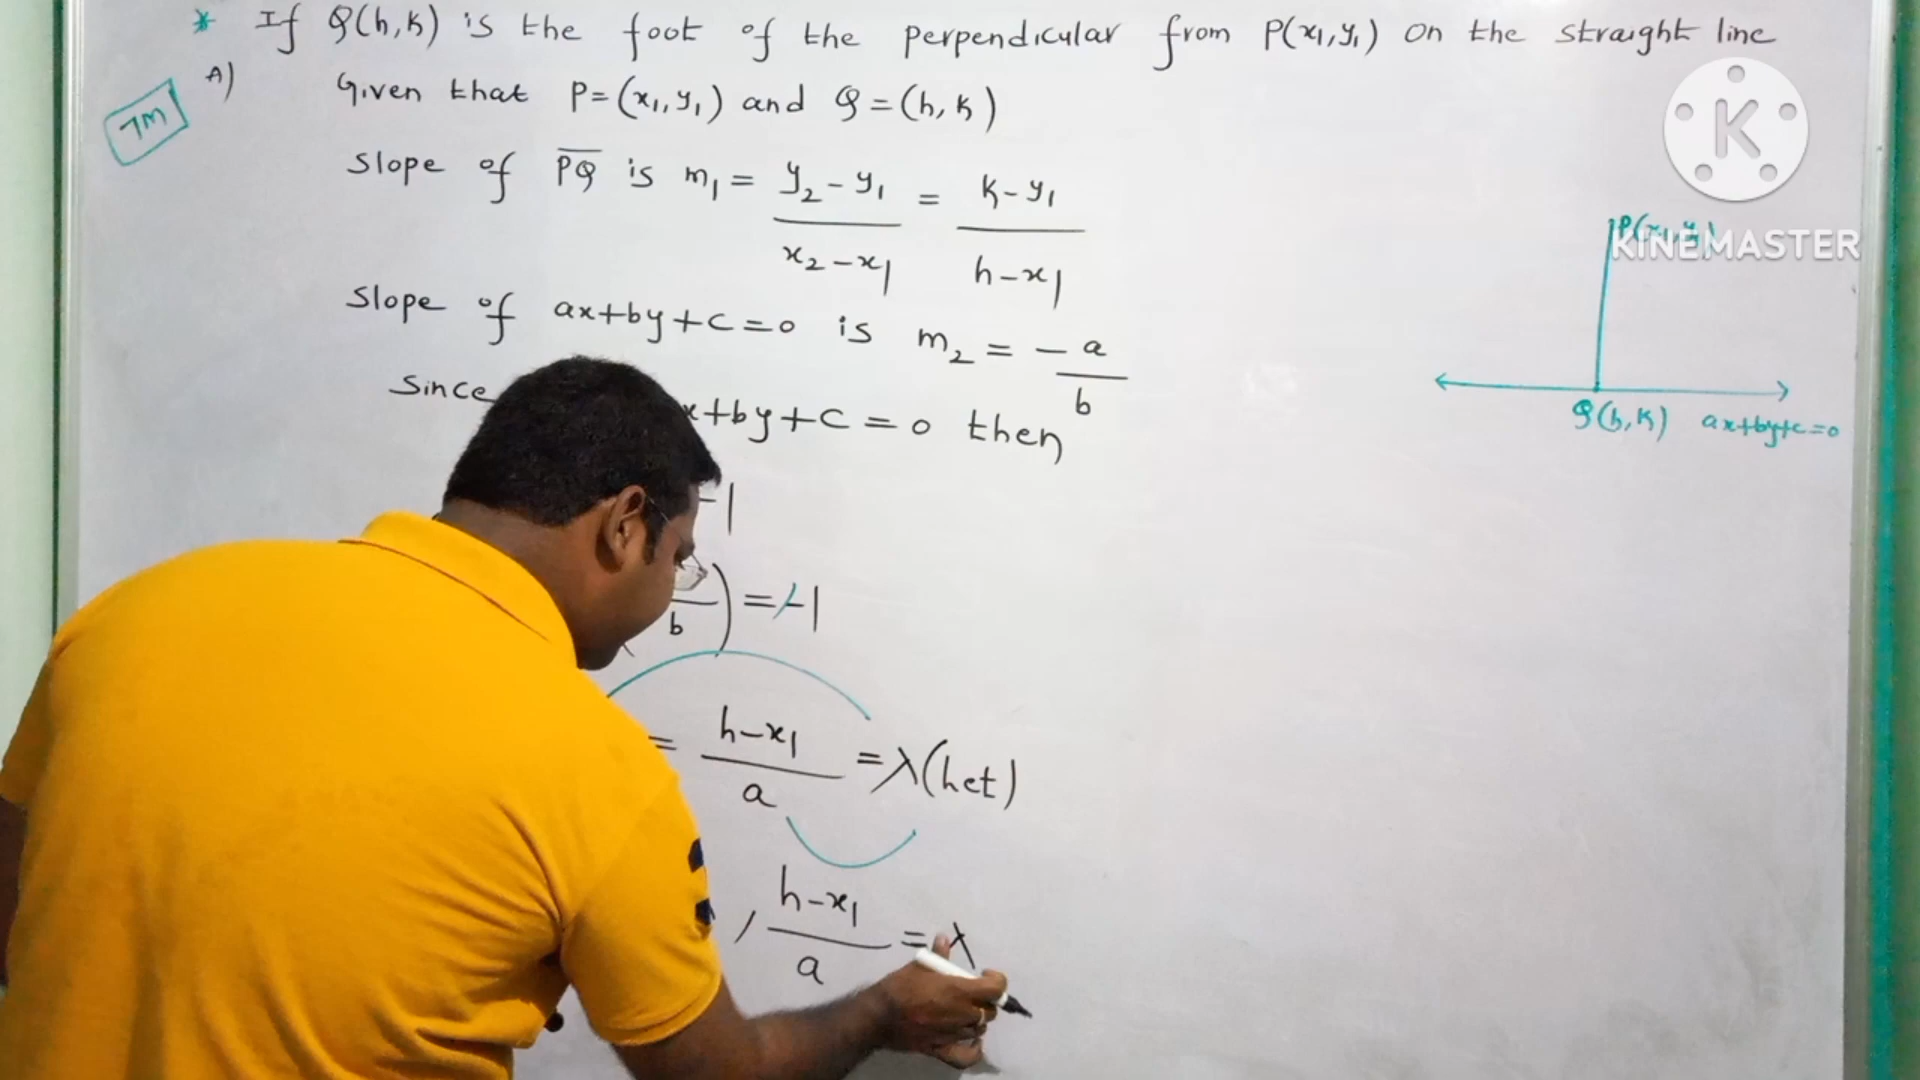 * If Q(h,k) is the foot of the perpendicular from P(x₁,y₁) on the straight line
A) Given that P=(x₁,y₁) and Q=(h,k)
7M
Slope of P̅Q̅ is m₁ = y₂-y₁/x₂-x₁ = k-y₁/h-x₁
Slope of ax+by+c=0 is m₂ = -a/b
Since x+by+c=0 then
-1
b) = -1
= h-x₁/a = λ(het)
, h-x₁/a = λ
K
P(x₁,y₁)
KINEMASTER
Q(h,k) ax+by+c=0